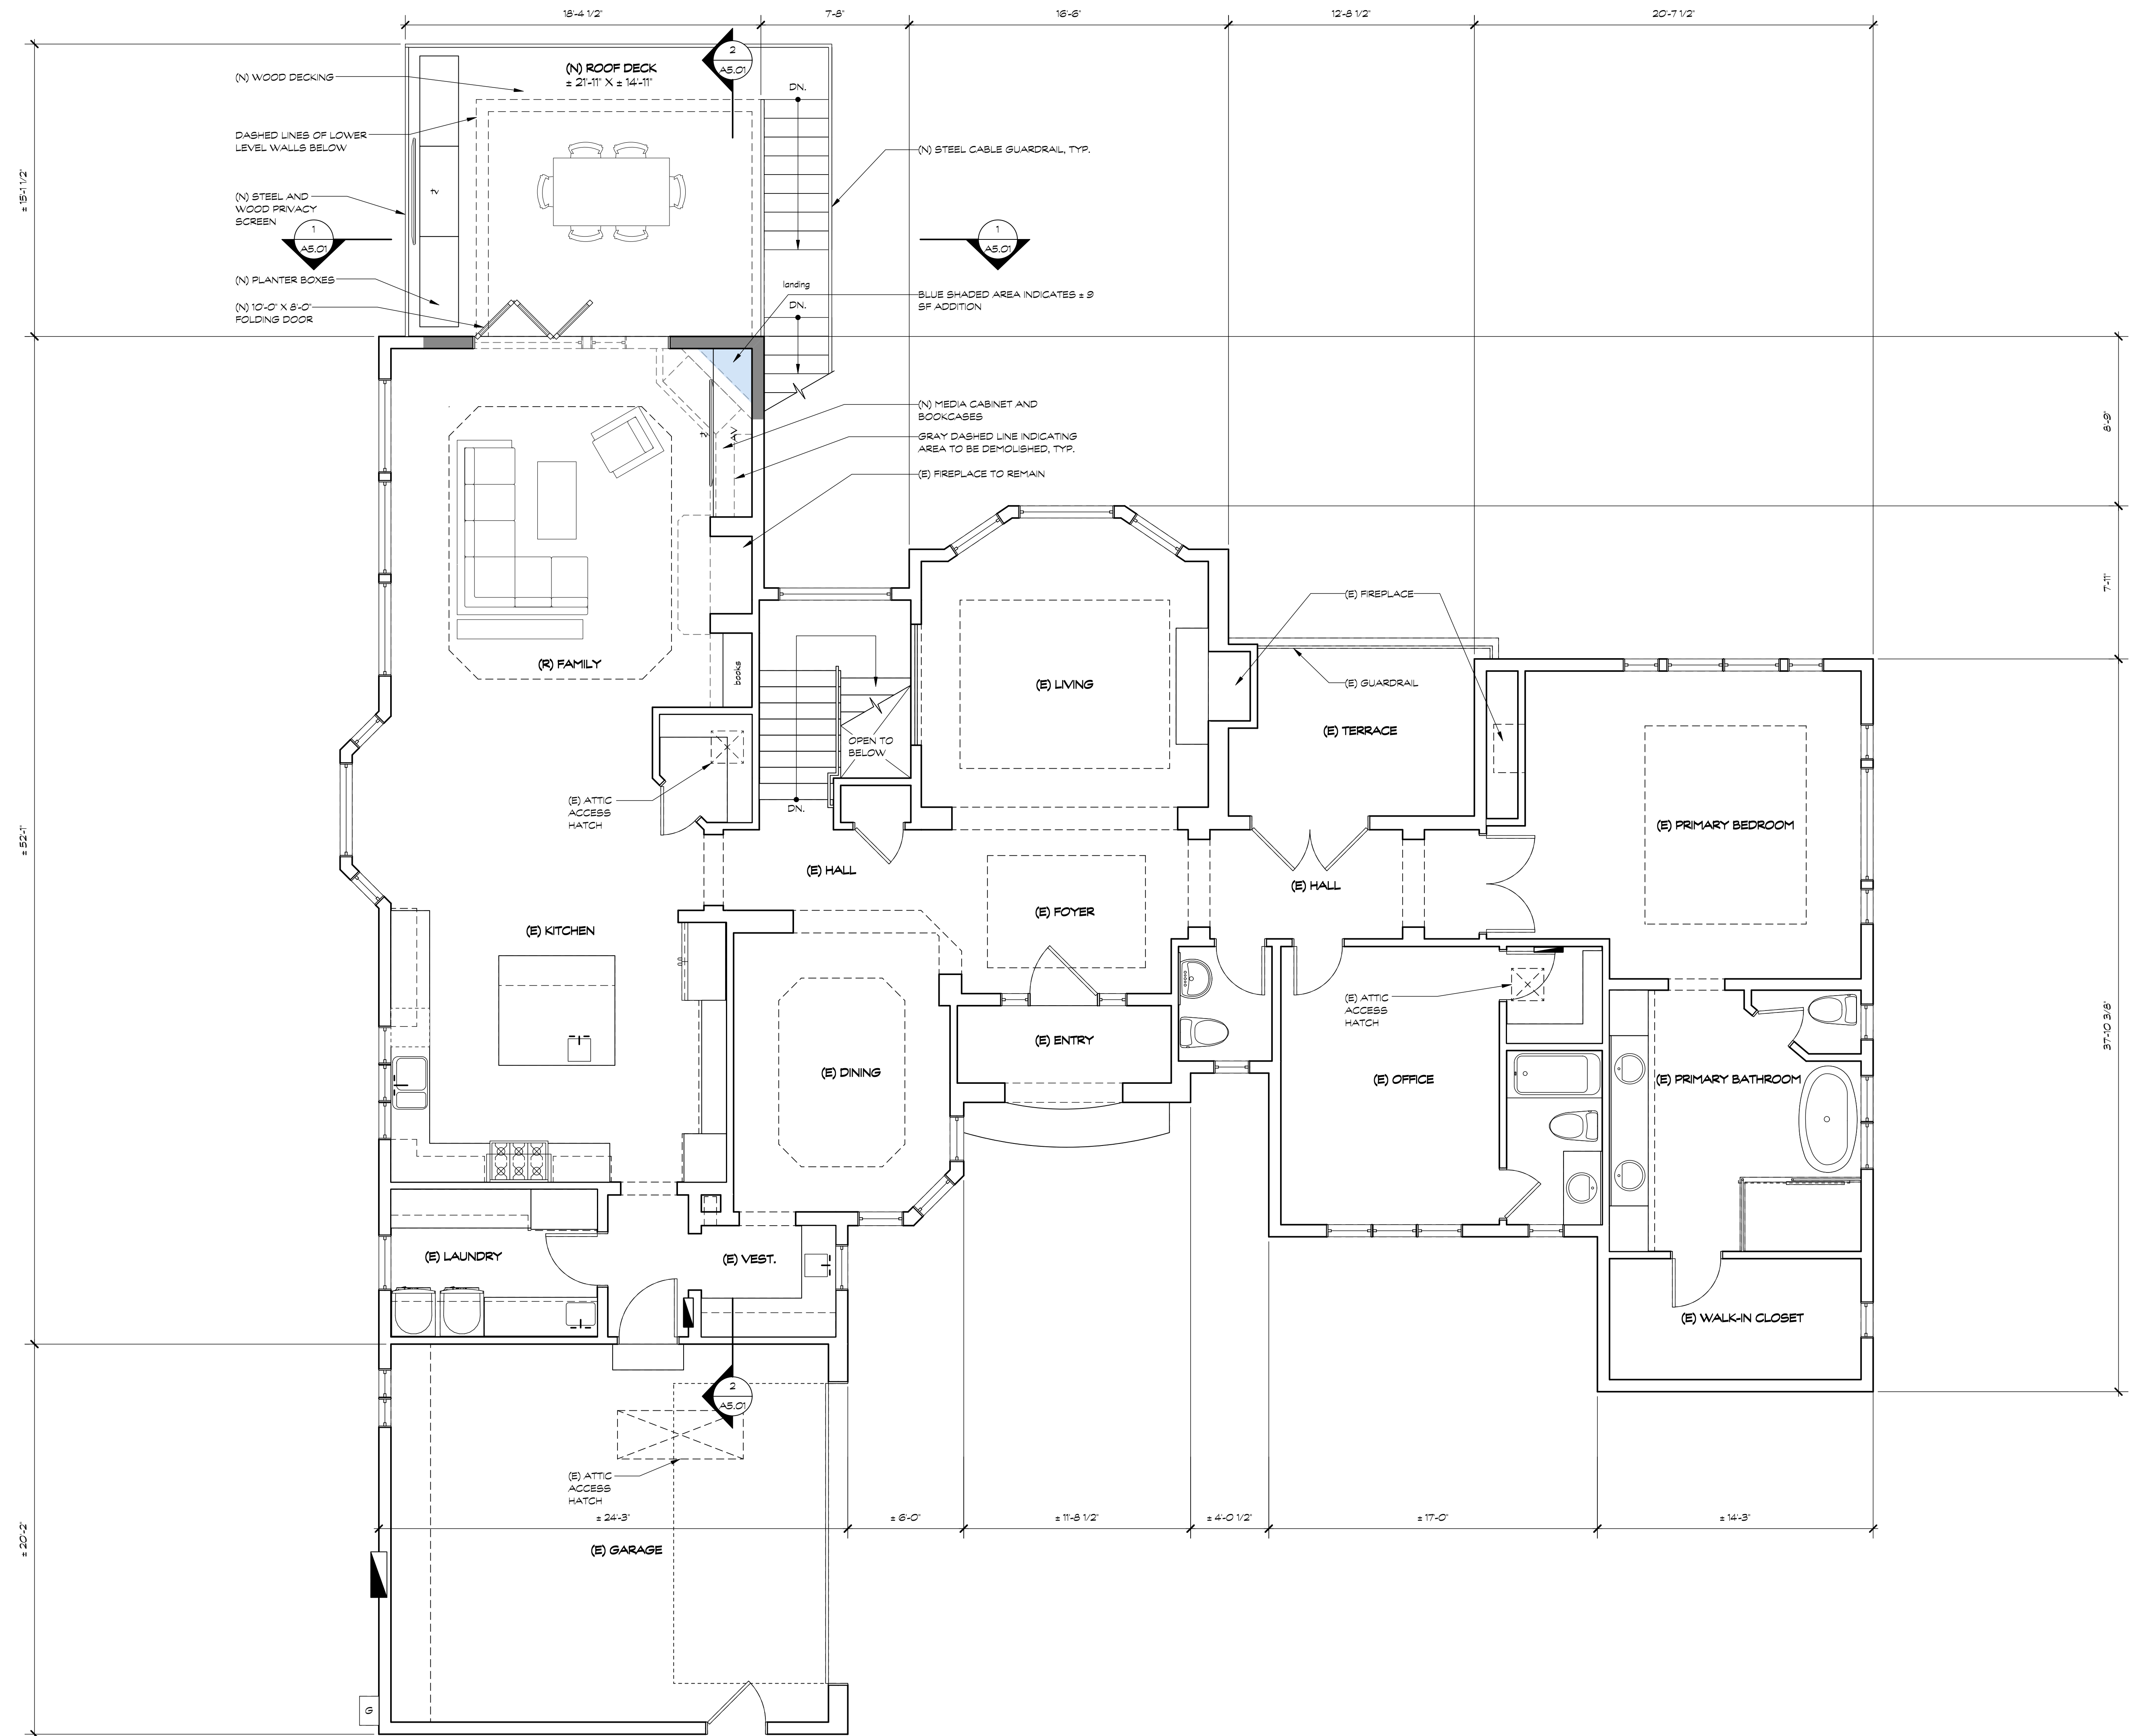 18'-4 1/2"
7'-8"
16'-6"
12'-8 1/2"
20'-7 1/2"
(N) WOOD DECKING
(N) ROOF DECK
± 21'-11" X ± 14'-11"
2
A5.01
DN.
DASHED LINES OF LOWER
LEVEL WALLS BELOW
(N) STEEL CABLE GUARDRAIL, TYP.
± 15'-1 1/2"
tv
(N) STEEL AND
WOOD PRIVACY
SCREEN
1
A5.01
1
A5.01
(N) PLANTER BOXES
landing
DN.
BLUE SHADED AREA INDICATES ± 9
SF ADDITION
(N) 10'-0" X 8'-0"
FOLDING DOOR
(N) MEDIA CABINET AND
BOOKCASES
8'-9"
GRAY DASHED LINE INDICATING
AREA TO BE DEMOLISHED, TYP.
tv
(E) FIREPLACE TO REMAIN
7'-11"
(E) FIREPLACE
(R) FAMILY
books
(E) LIVING
(E) GUARDRAIL
(E) TERRACE
OPEN TO
BELOW
(E) ATTIC
ACCESS
HATCH
DN.
(E) PRIMARY BEDROOM
± 52'-1"
(E) HALL
(E) HALL
(E) FOYER
(E) KITCHEN
(E) ATTIC
ACCESS
HATCH
37'-10 3/8"
(E) ENTRY
(E) DINING
(E) OFFICE
(E) PRIMARY BATHROOM
(E) LAUNDRY
(E) VEST.
(E) WALK-IN CLOSET
2
A5.01
(E) ATTIC
ACCESS
HATCH
± 24'-3"
± 6'-0"
± 11'-8 1/2"
± 4'-0 1/2"
± 17'-0"
± 14'-3"
± 20'-2"
(E) GARAGE
G